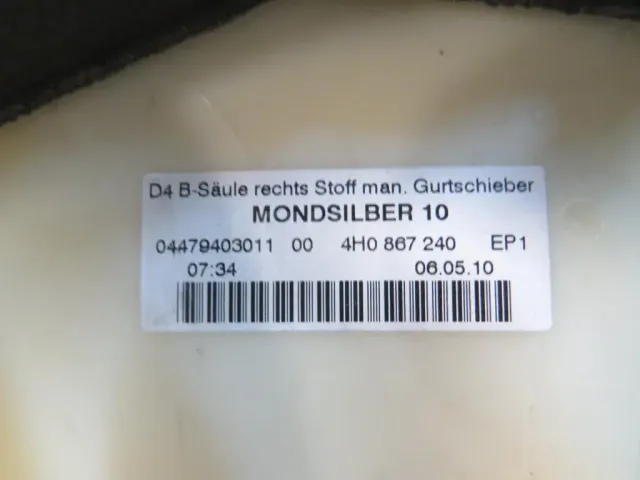 D4 B-Säule rechts Stoff man. Gurtschieber
MONDSILBER 10
04479403011 00 4H0 867 240 EP1
07:34 06.05.10